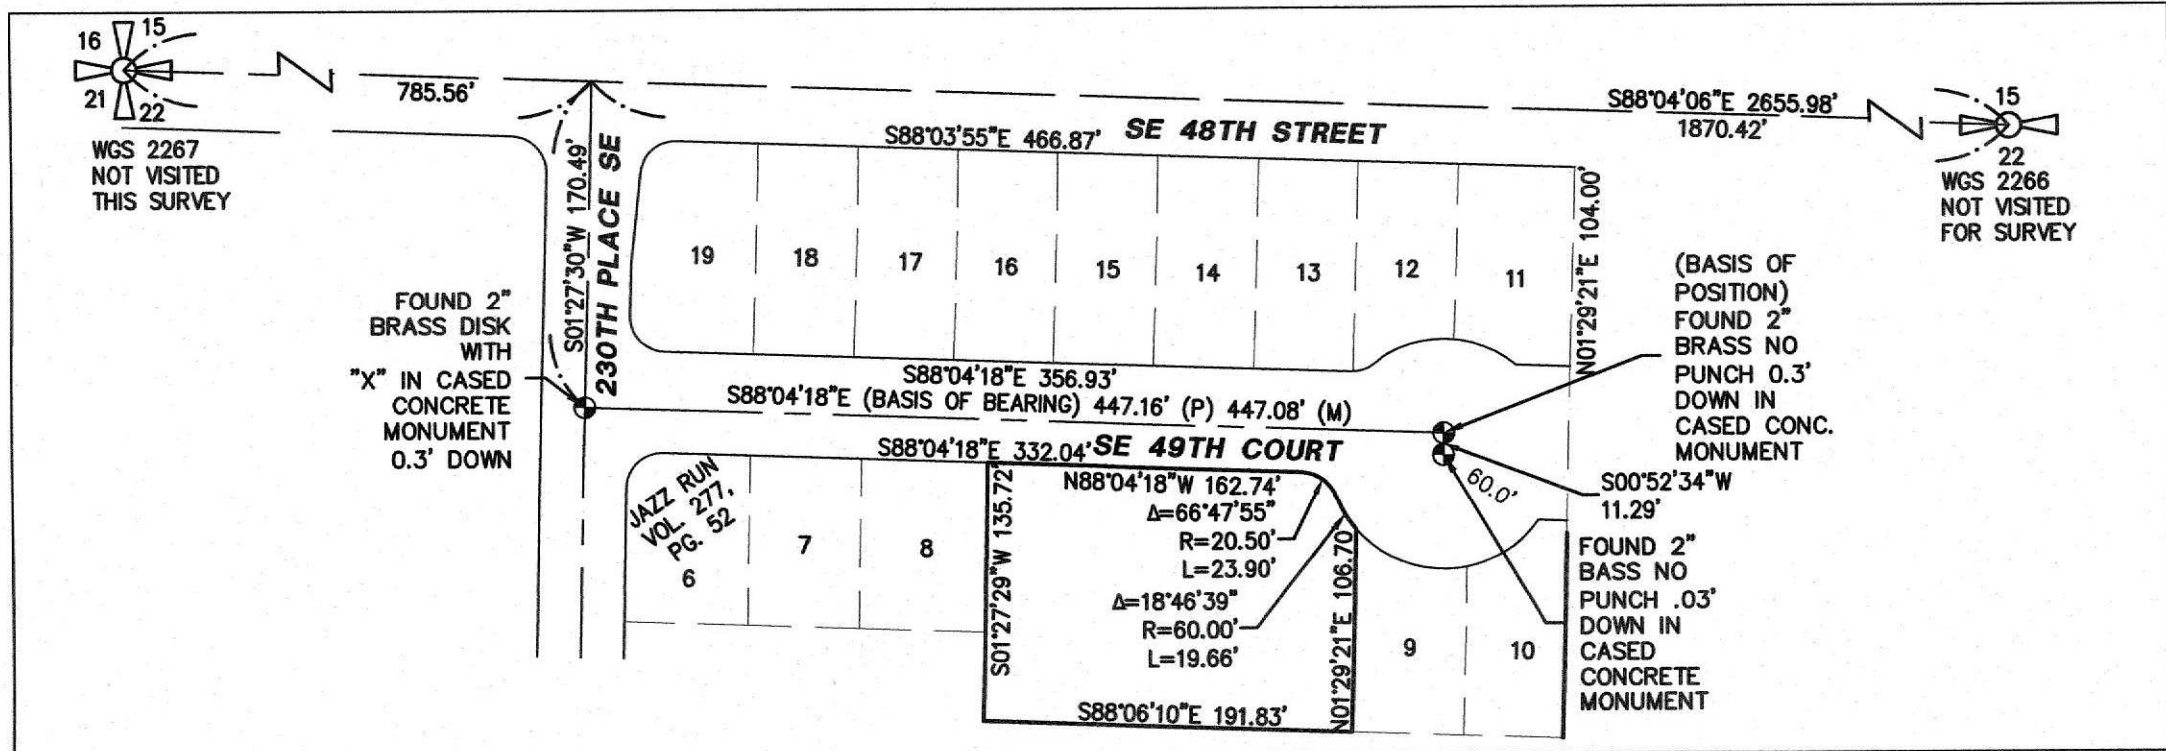 16
15
21
22
WGS 2267
NOT VISITED
THIS SURVEY
785.56'
S88°04'06"E 2655.98'
1870.42'
15
22
WGS 2266
NOT VISITED
FOR SURVEY
S88°03'55"E 466.87'
SE 48TH STREET
S01°27'30"W 170.49'
230TH PLACE SE
19
18
17
16
15
14
13
12
11
N01°29'21"E 104.00'
(BASIS OF
POSITION)
FOUND 2"
BRASS NO
PUNCH 0.3'
DOWN IN
CASED CONC.
MONUMENT
FOUND 2"
BRASS DISK
WITH
"X" IN CASED
CONCRETE
MONUMENT
0.3' DOWN
S88°04'18"E 356.93'
S88°04'18"E (BASIS OF BEARING) 447.16' (P) 447.08' (M)
S88°04'18"E 332.04'
SE 49TH COURT
60.0'
S00°52'34"W
11.29'
JAZZ RUN
VOL. 277,
PG. 52
6
7
8
S01°27'29"W 135.72'
N88°04'18"W 162.74'
Δ=66°47'55"
R=20.50'
L=23.90'
Δ=18°46'39"
R=60.00'
L=19.66'
N01°29'21"E 106.70'
S88°06'10"E 191.83'
9
10
FOUND 2"
BASS NO
PUNCH .03'
DOWN IN
CASED
CONCRETE
MONUMENT